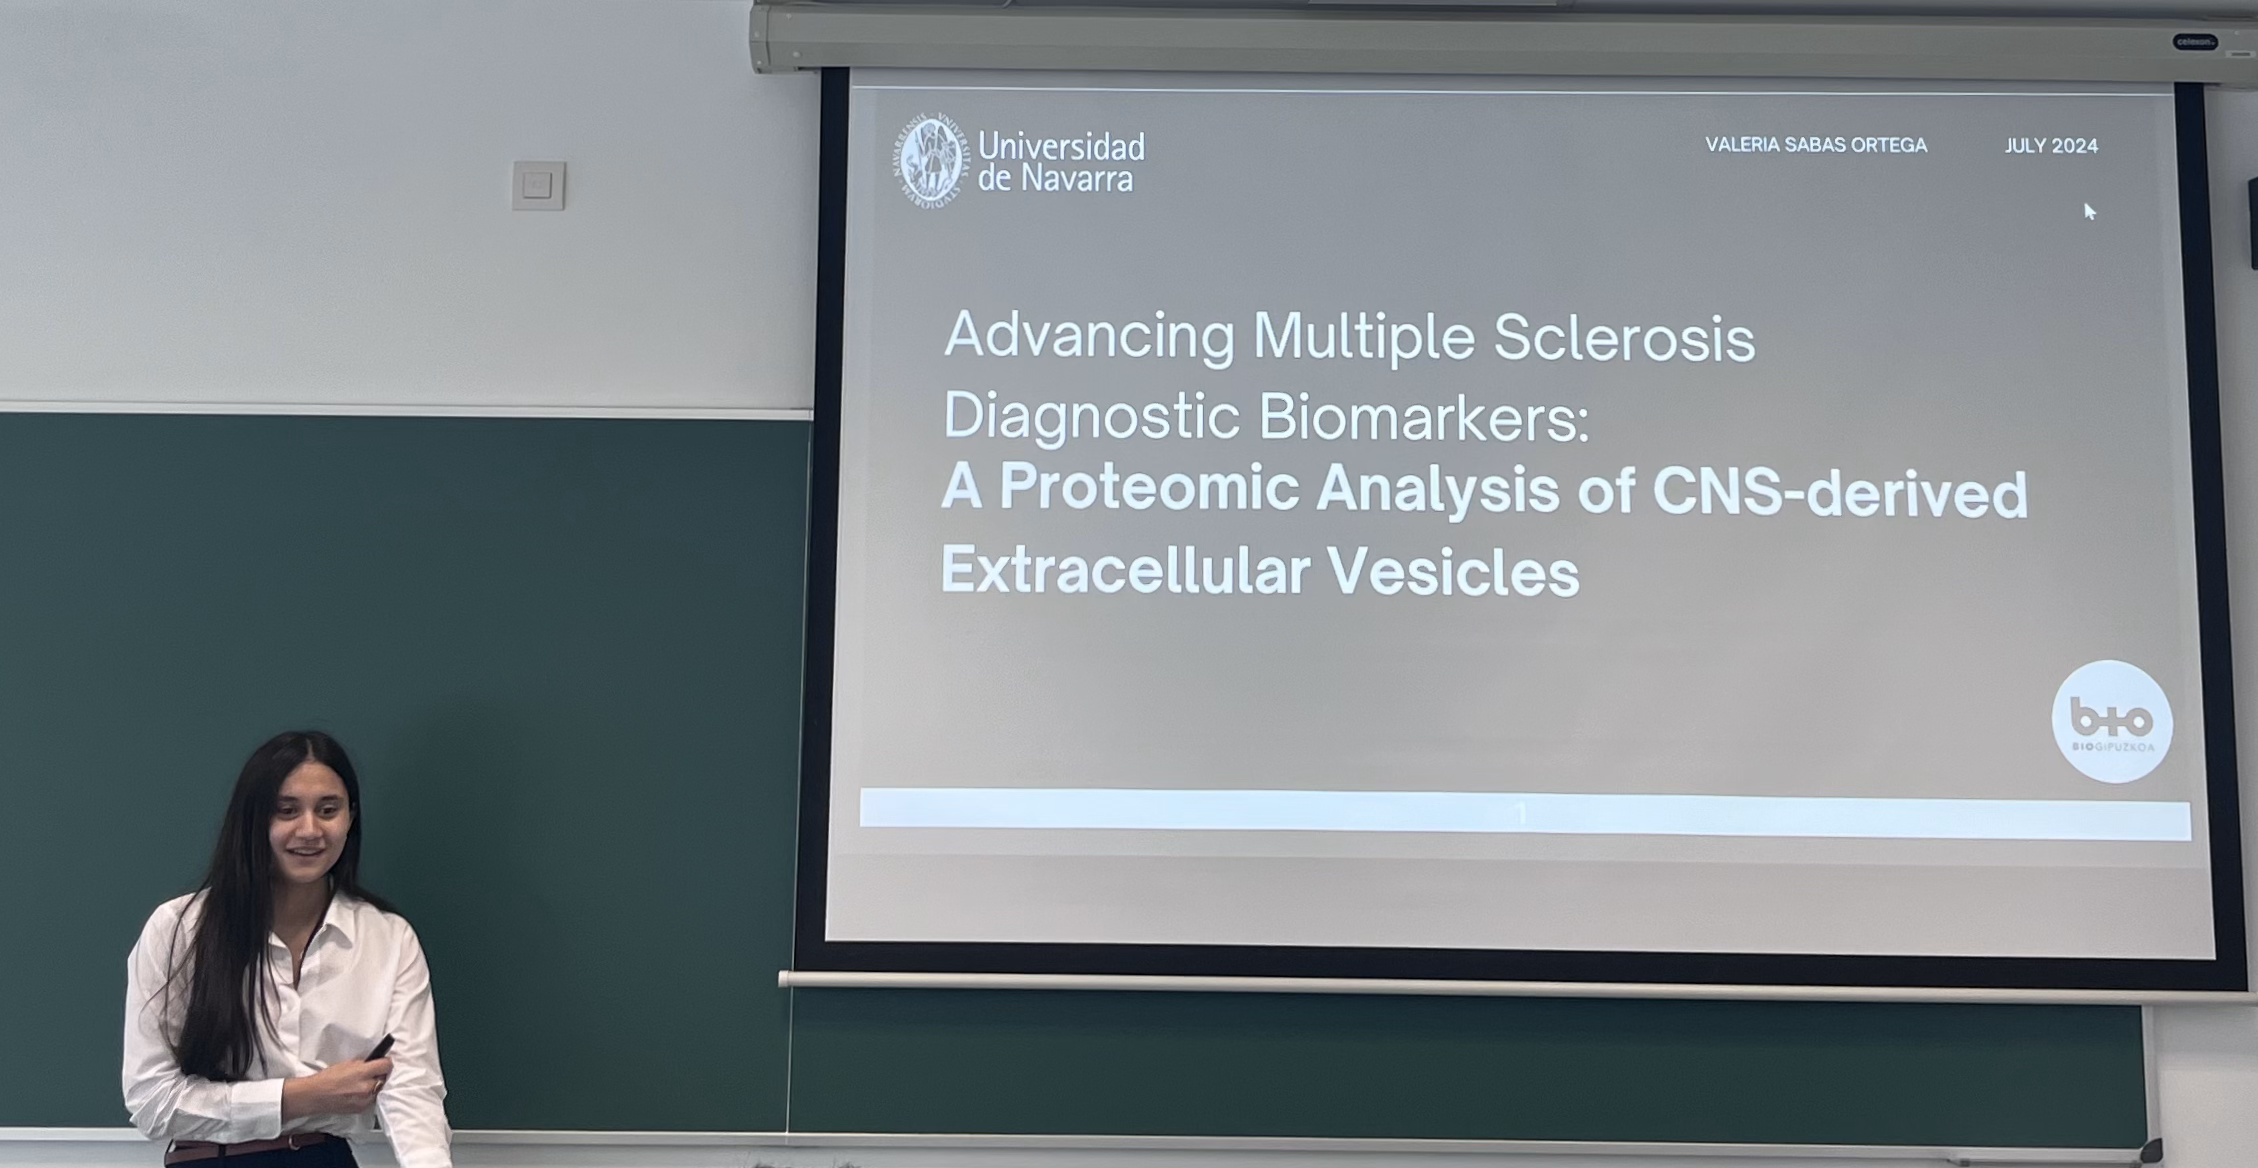 celexon
Universidad
de Navarra
VALERIA SABAS ORTEGA
JULY 2024
Advancing Multiple Sclerosis
Diagnostic Biomarkers:
A Proteomic Analysis of CNS-derived
Extracellular Vesicles
bio
BIOGIPUZKOA
1